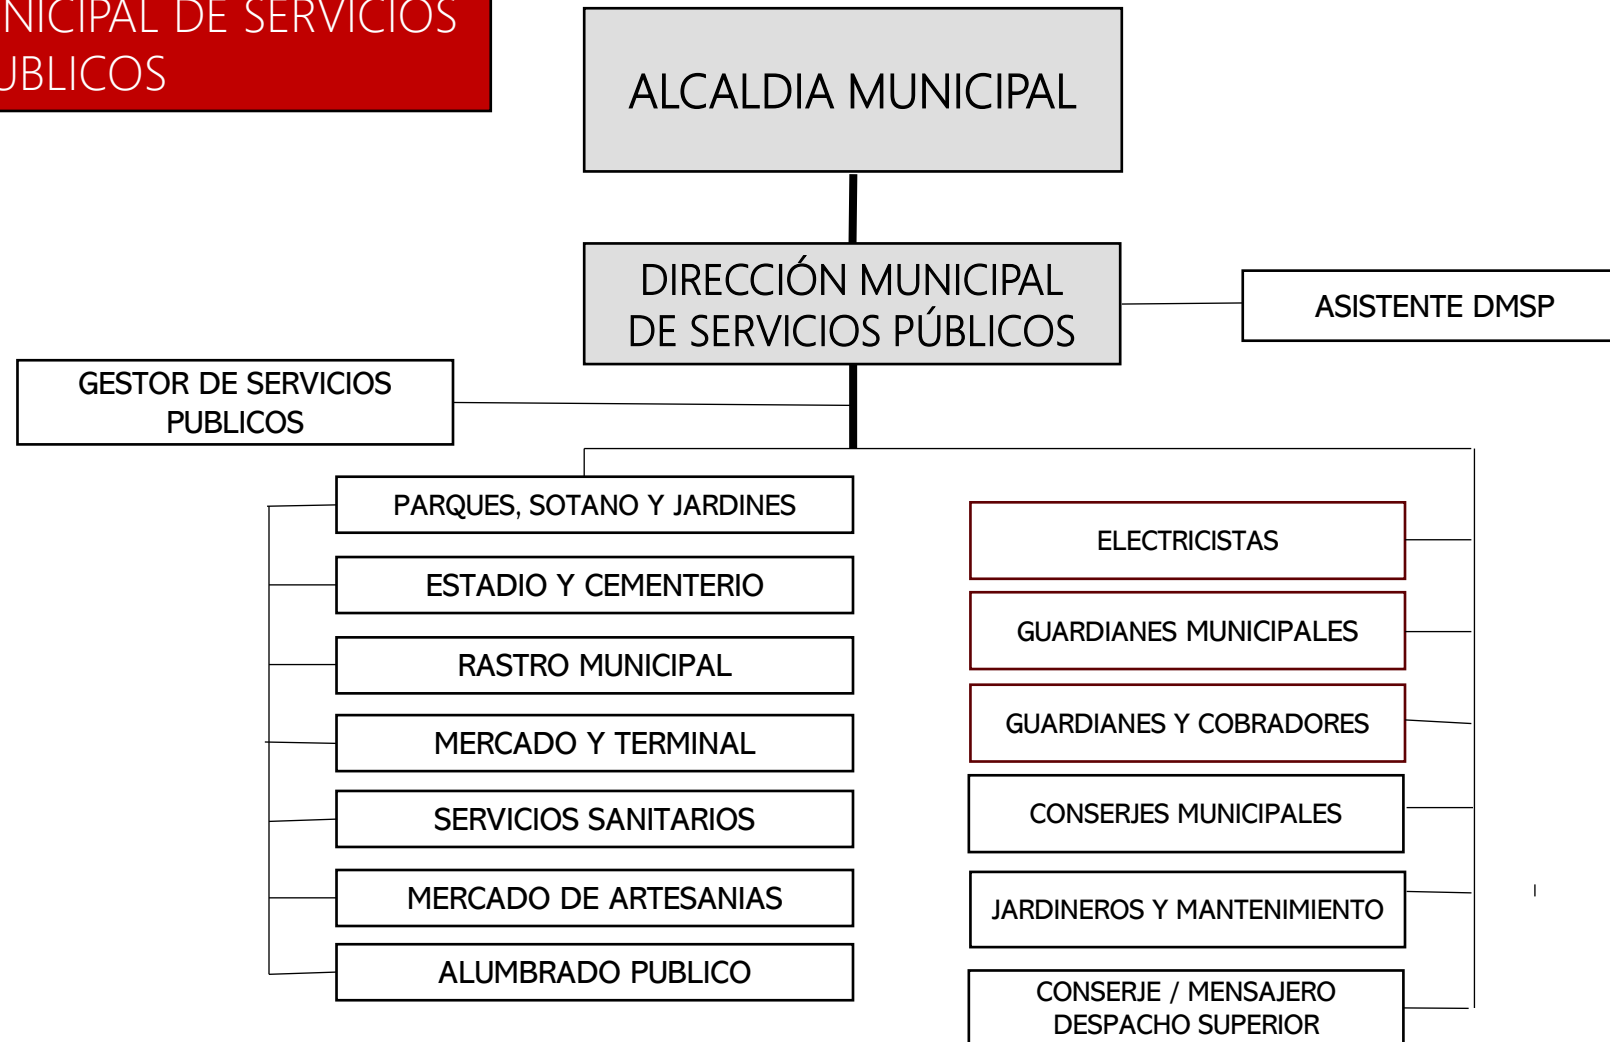 NICIPAL DE SERVICIOS
UBLICOS
ALCALDIA MUNICIPAL
DIRECCIÓN MUNICIPAL
DE SERVICIOS PÚBLICOS
ASISTENTE DMSP
GESTOR DE SERVICIOS
PUBLICOS
PARQUES, SOTANO Y JARDINES
ESTADIO Y CEMENTERIO
RASTRO MUNICIPAL
MERCADO Y TERMINAL
SERVICIOS SANITARIOS
MERCADO DE ARTESANIAS
ALUMBRADO PUBLICO
ELECTRICISTAS
GUARDIANES MUNICIPALES
GUARDIANES Y COBRADORES
CONSERJES MUNICIPALES
JARDINEROS Y MANTENIMIENTO
CONSERJE / MENSAJERO
DESPACHO SUPERIOR